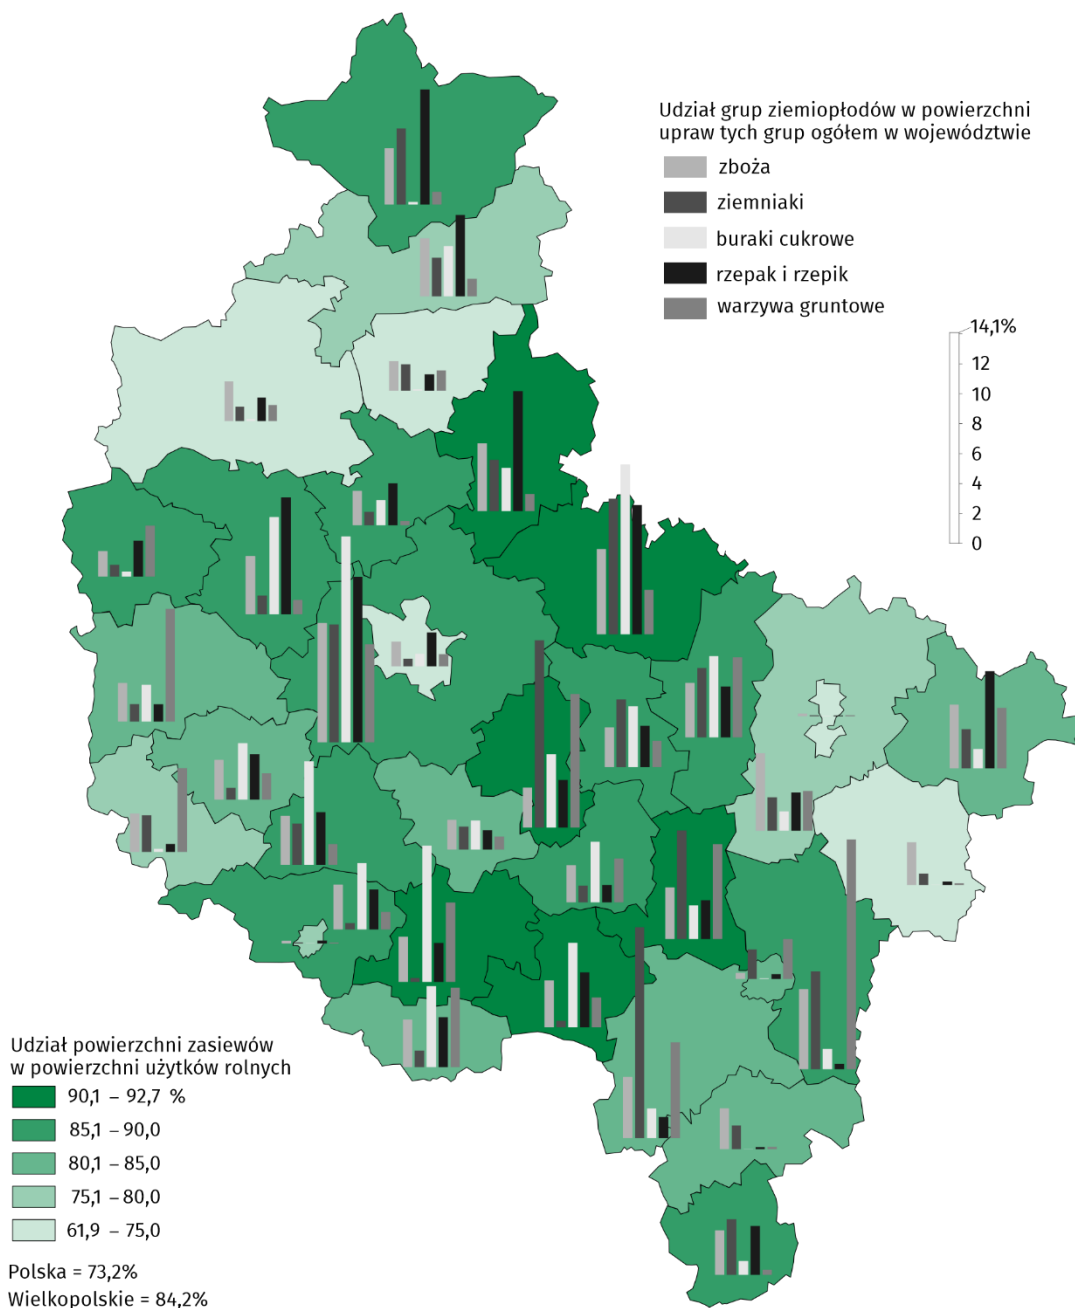 Udział grup ziemiopłodów w powierzchni
upraw tych grup ogółem w województwie
zboża
ziemniaki
buraki cukrowe
rzepak i rzepik
warzywa gruntowe
14,1%
12
10
8
6
4
2
0
Udział powierzchni zasiewów
w powierzchni użytków rolnych
90,1 – 92,7 %
85,1 – 90,0
80,1 – 85,0
75,1 – 80,0
61,9 – 75,0
Polska = 73,2%
Wielkopolskie = 84,2%